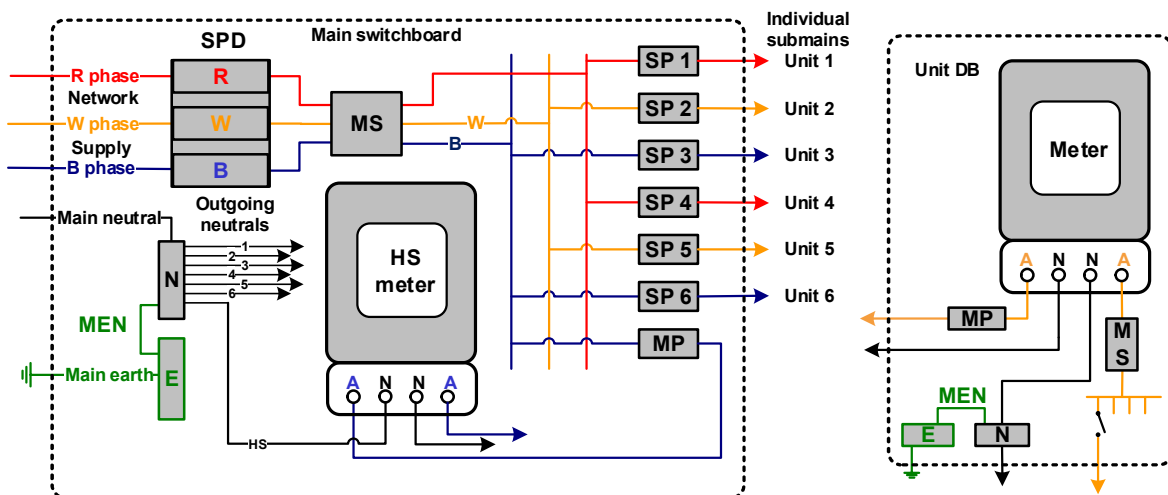 Main switchboard
SPD
R phase
R
Network
W phase
W
Supply
B phase
B
MS
W
B
SP 1
SP 2
SP 3
SP 4
SP 5
SP 6
MP
Individual
submains
Unit 1
Unit 2
Unit 3
Unit 4
Unit 5
Unit 6
Main neutral
Outgoing
neutrals
N
1
2
3
4
5
6
MEN
Main earth
E
HS
HS
meter
A N N A
Unit DB
Meter
A N N A
MP
M
S
MEN
E
N